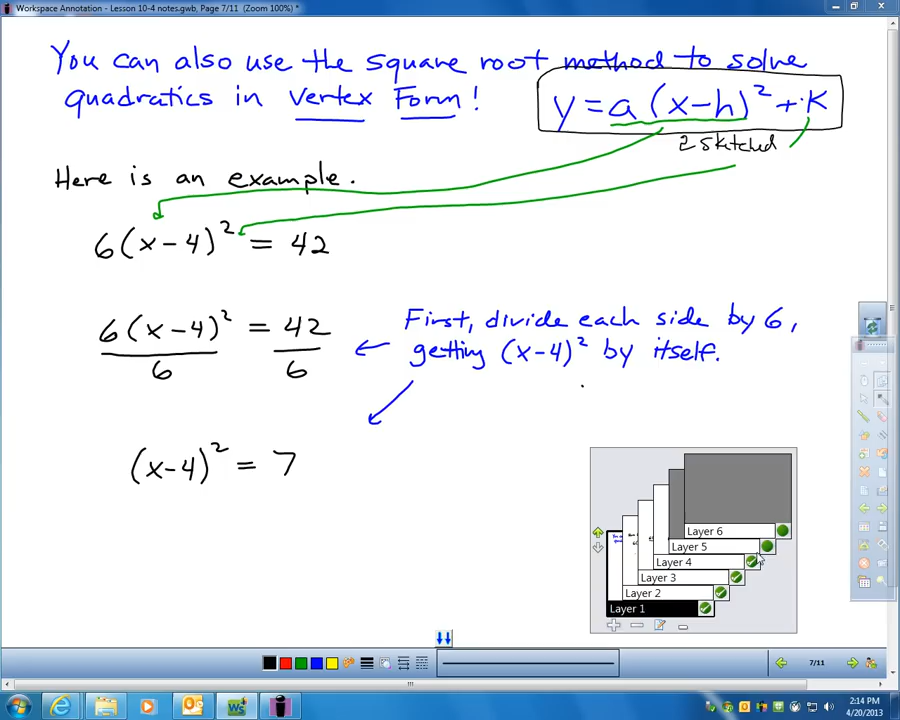 Workspace Annotation - Lesson 10-4 notes.gwb, Page 7/11 (Zoom 100%) *
You can also use the square root method to solve
quadratics in Vertex Form!
y = a(x-h)² + k
Here is an example.
6(x-4)² = 42
6(x-4)² = 42
6 6
First, divide each side by 6,
getting (x-4)² by itself.
(x-4)² = 7
Layer 6
Layer 5
Layer 4
Layer 3
Layer 2
Layer 1
7/11
2:14 PM
4/20/2013